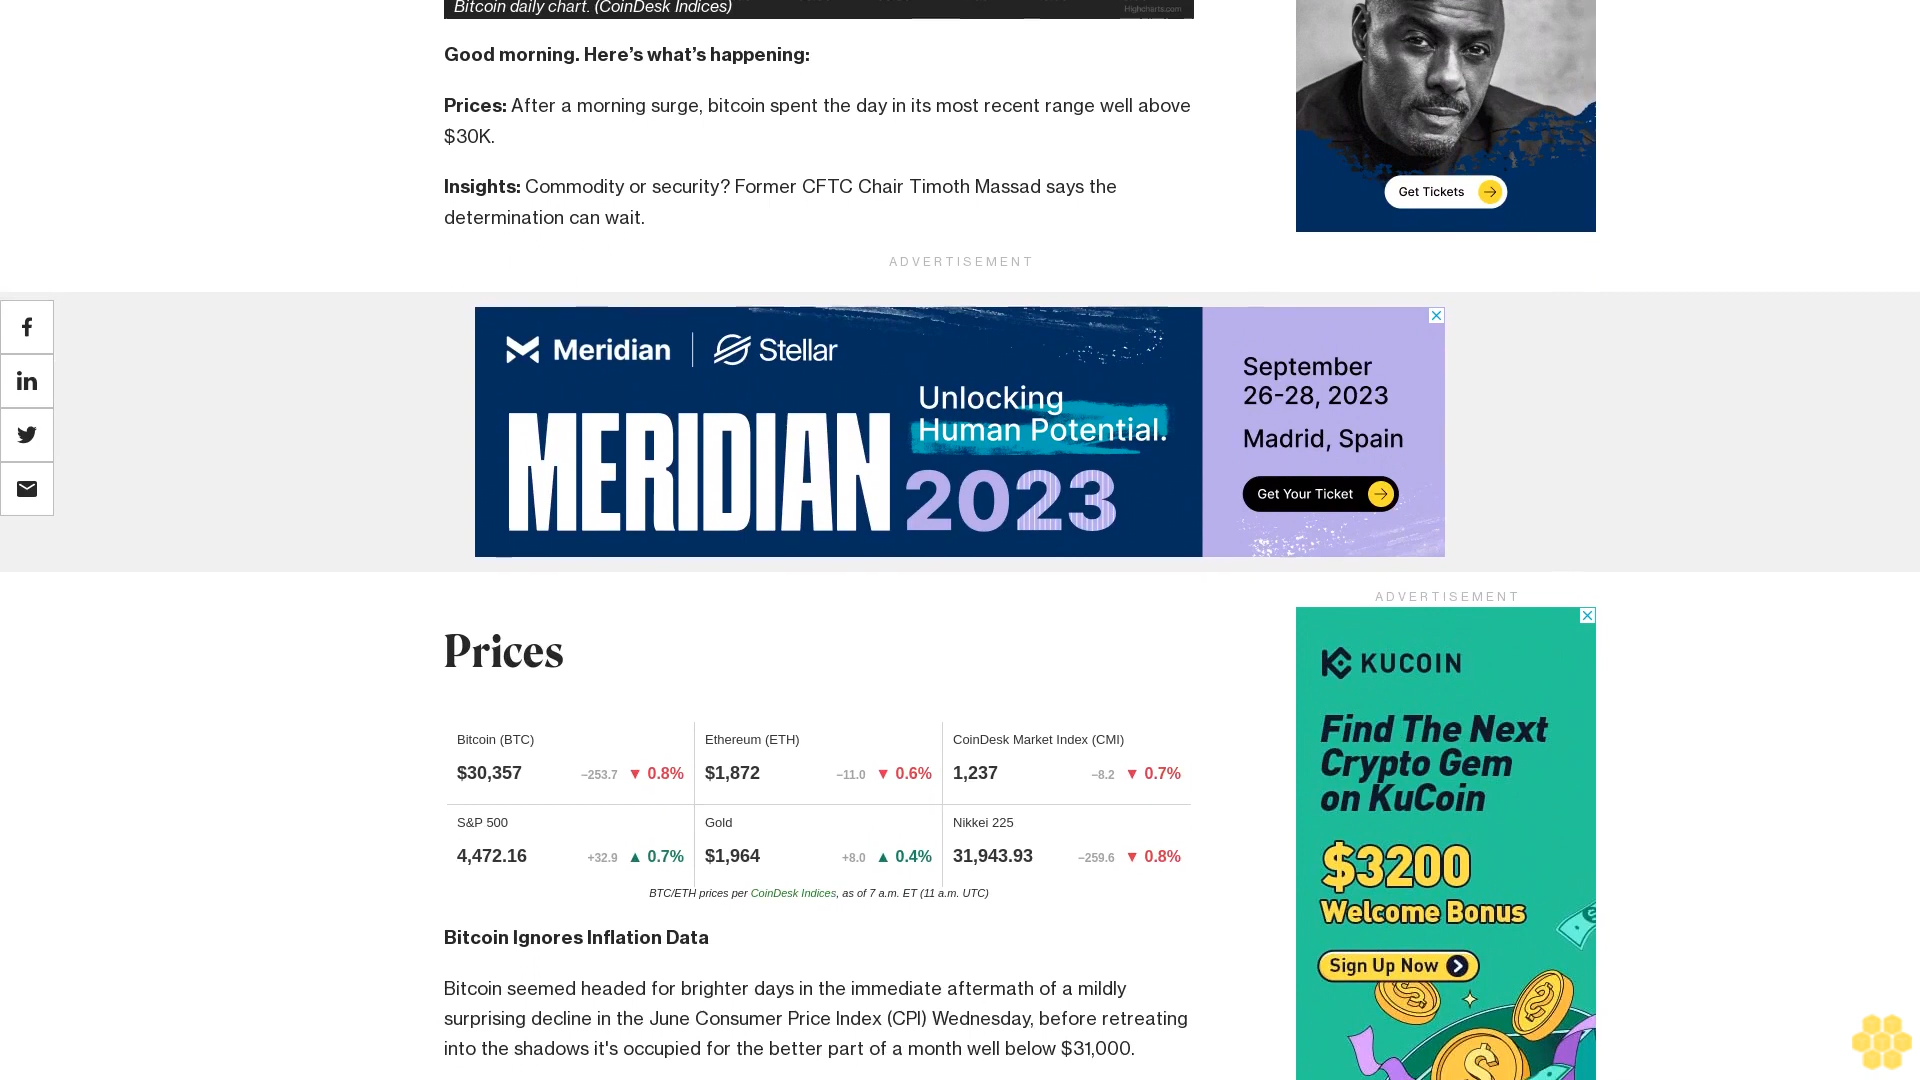 Bitcoin daily chart. (CoinDesk Indices)
Highcharts.com
Good morning. Here’s what’s happening:
Prices: After a morning surge, bitcoin spent the day in its most recent range well above
$30K.
Insights: Commodity or security? Former CFTC Chair Timoth Massad says the
determination can wait.
Get Tickets
ADVERTISEMENT
Meridian
Stellar
MERIDIAN
Unlocking
Human Potential.
2023
September
26-28, 2023
Madrid, Spain
Get Your Ticket
Prices
Bitcoin (BTC)
$30,357 −253.7 ▼ 0.8%
Ethereum (ETH)
$1,872 −11.0 ▼ 0.6%
CoinDesk Market Index (CMI)
1,237 −8.2 ▼ 0.7%
S&P 500
4,472.16 +32.9 ▲ 0.7%
Gold
$1,964 +8.0 ▲ 0.4%
Nikkei 225
31,943.93 −259.6 ▼ 0.8%
BTC/ETH prices per CoinDesk Indices, as of 7 a.m. ET (11 a.m. UTC)
Bitcoin Ignores Inflation Data
Bitcoin seemed headed for brighter days in the immediate aftermath of a mildly
surprising decline in the June Consumer Price Index (CPI) Wednesday, before retreating
into the shadows it's occupied for the better part of a month well below $31,000.
ADVERTISEMENT
KUCOIN
Find The Next
Crypto Gem
on KuCoin
$3200
Welcome Bonus
Sign Up Now